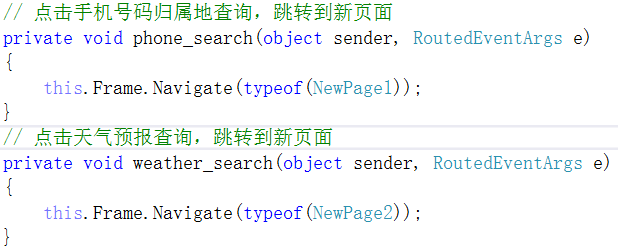 // 点击手机号码归属地查询，跳转到新页面
private void phone_search(object sender, RoutedEventArgs e)
{
    this.Frame.Navigate(typeof(NewPage1));
}
// 点击天气预报查询，跳转到新页面
private void weather_search(object sender, RoutedEventArgs e)
{
    this.Frame.Navigate(typeof(NewPage2));
}